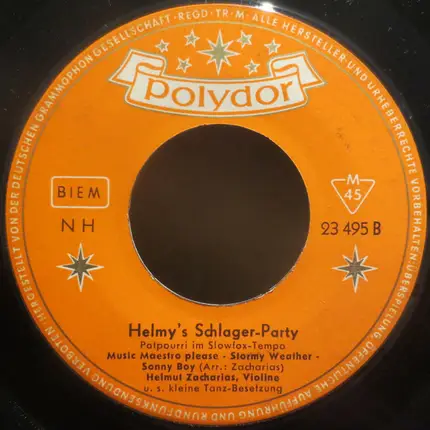 HERGESTELLT VON DER DEUTSCHEN GRAMMOPHON GESELLSCHAFT · REGD · TR · M · ALLE HERSTELLER- UND URHEBERRECHTE VORBEHALTEN · ÜBERSPIELUNG, ÖFFENTLICHE AUFFÜHRUNG UND RUNDFUNKSENDUNG VERBOTEN
Polydor
BIEM
NH
M
45
23 495 B
Helmy's Schlager-Party
Potpourri im Slowfox-Tempo
Music Maestro please - Stormy Weather -
Sonny Boy (Arr.: Zacharias)
Helmut Zacharias, Violine
u. s. kleine Tanz-Besetzung